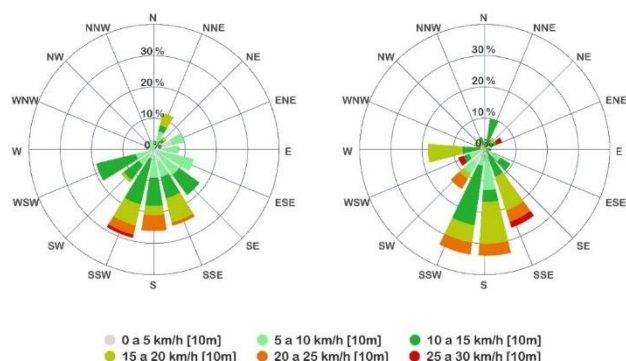 N
NNW
NNE
NW
30 %
NE
20 %
WNW
ENE
10 %
0 %
W
E
WSW
ESE
SW
SE
SSW
SSE
S
N
NNW
NNE
NW
30 %
NE
20 %
WNW
ENE
10 %
0 %
W
E
WSW
ESE
SW
SE
SSW
SSE
S
0 a 5 km/h [10m] 5 a 10 km/h [10m] 10 a 15 km/h [10m]
15 a 20 km/h [10m] 20 a 25 km/h [10m] 25 a 30 km/h [10m]